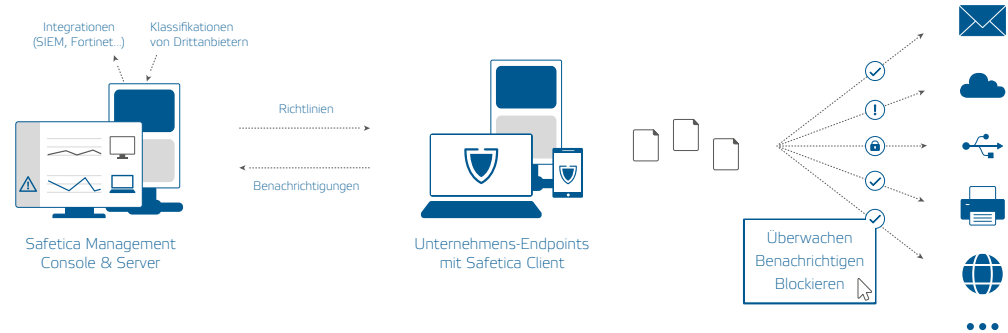 Integrationen
(SIEM, Fortinet...)
Klassifikationen
von Drittanbietern
Richtlinien
Benachrichtigungen
Safetica Management
Console & Server
Unternehmens-Endpoints
mit Safetica Client
Überwachen
Benachrichtigen
Blockieren